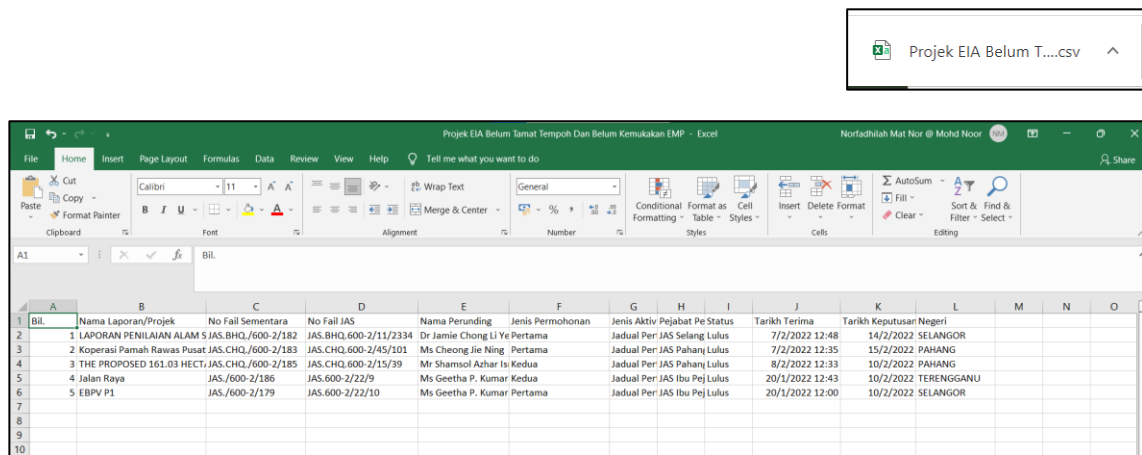 Projek EIA Belum T....csv
Projek EIA Belum Tamat Tempoh Dan Belum Kemukakan EMP - Excel
Norfadhilah Mat Nor @ Mohd Noor NM
File Home Insert Page Layout Formulas Data Review View Help Tell me what you want to do Share
Paste Cut Copy Format Painter
Calibri 11 A A
B I U A
Wrap Text
Merge & Center
General
% ,
Conditional Formatting Format as Table Cell Styles
Insert Delete Format
AutoSum Fill Clear
Sort & Filter Find & Select
Clipboard Font Alignment Number Styles Cells Editing
A1 fx Bil.
A B C D E F G H I J K L M N O
1 Bil. Nama Laporan/Projek No Fail Sementara No Fail JAS Nama Perunding Jenis Permohonan Jenis Aktiv Pejabat Pe Status Tarikh Terima Tarikh Keputusan Negeri
2 1 LAPORAN PENILAIAN ALAM S JAS.BHQ./600-2/182 JAS.BHQ.600-2/11/2334 Dr Jamie Chong Li Ye Pertama Jadual Per JAS Selang Lulus 7/2/2022 12:48 14/2/2022 SELANGOR
3 2 Koperasi Pamah Rawas Pusat JAS.CHQ./600-2/183 JAS.CHQ.600-2/45/101 Ms Cheong Jie Ning Pertama Jadual Per JAS Pahang Lulus 7/2/2022 12:35 15/2/2022 PAHANG
4 3 THE PROPOSED 161.03 HECT JAS.CHQ./600-2/185 JAS.CHQ.600-2/15/39 Mr Shamsol Azhar Is Kedua Jadual Per JAS Pahang Lulus 8/2/2022 12:33 10/2/2022 PAHANG
5 4 Jalan Raya JAS./600-2/186 JAS.600-2/22/9 Ms Geetha P. Kumar Kedua Jadual Per JAS Ibu Pej Lulus 20/1/2022 12:43 10/2/2022 TERENGGANU
6 5 EBPV P1 JAS./600-2/179 JAS.600-2/22/10 Ms Geetha P. Kumar Pertama Jadual Per JAS Ibu Pej Lulus 20/1/2022 12:00 10/2/2022 SELANGOR
7
8
9
10